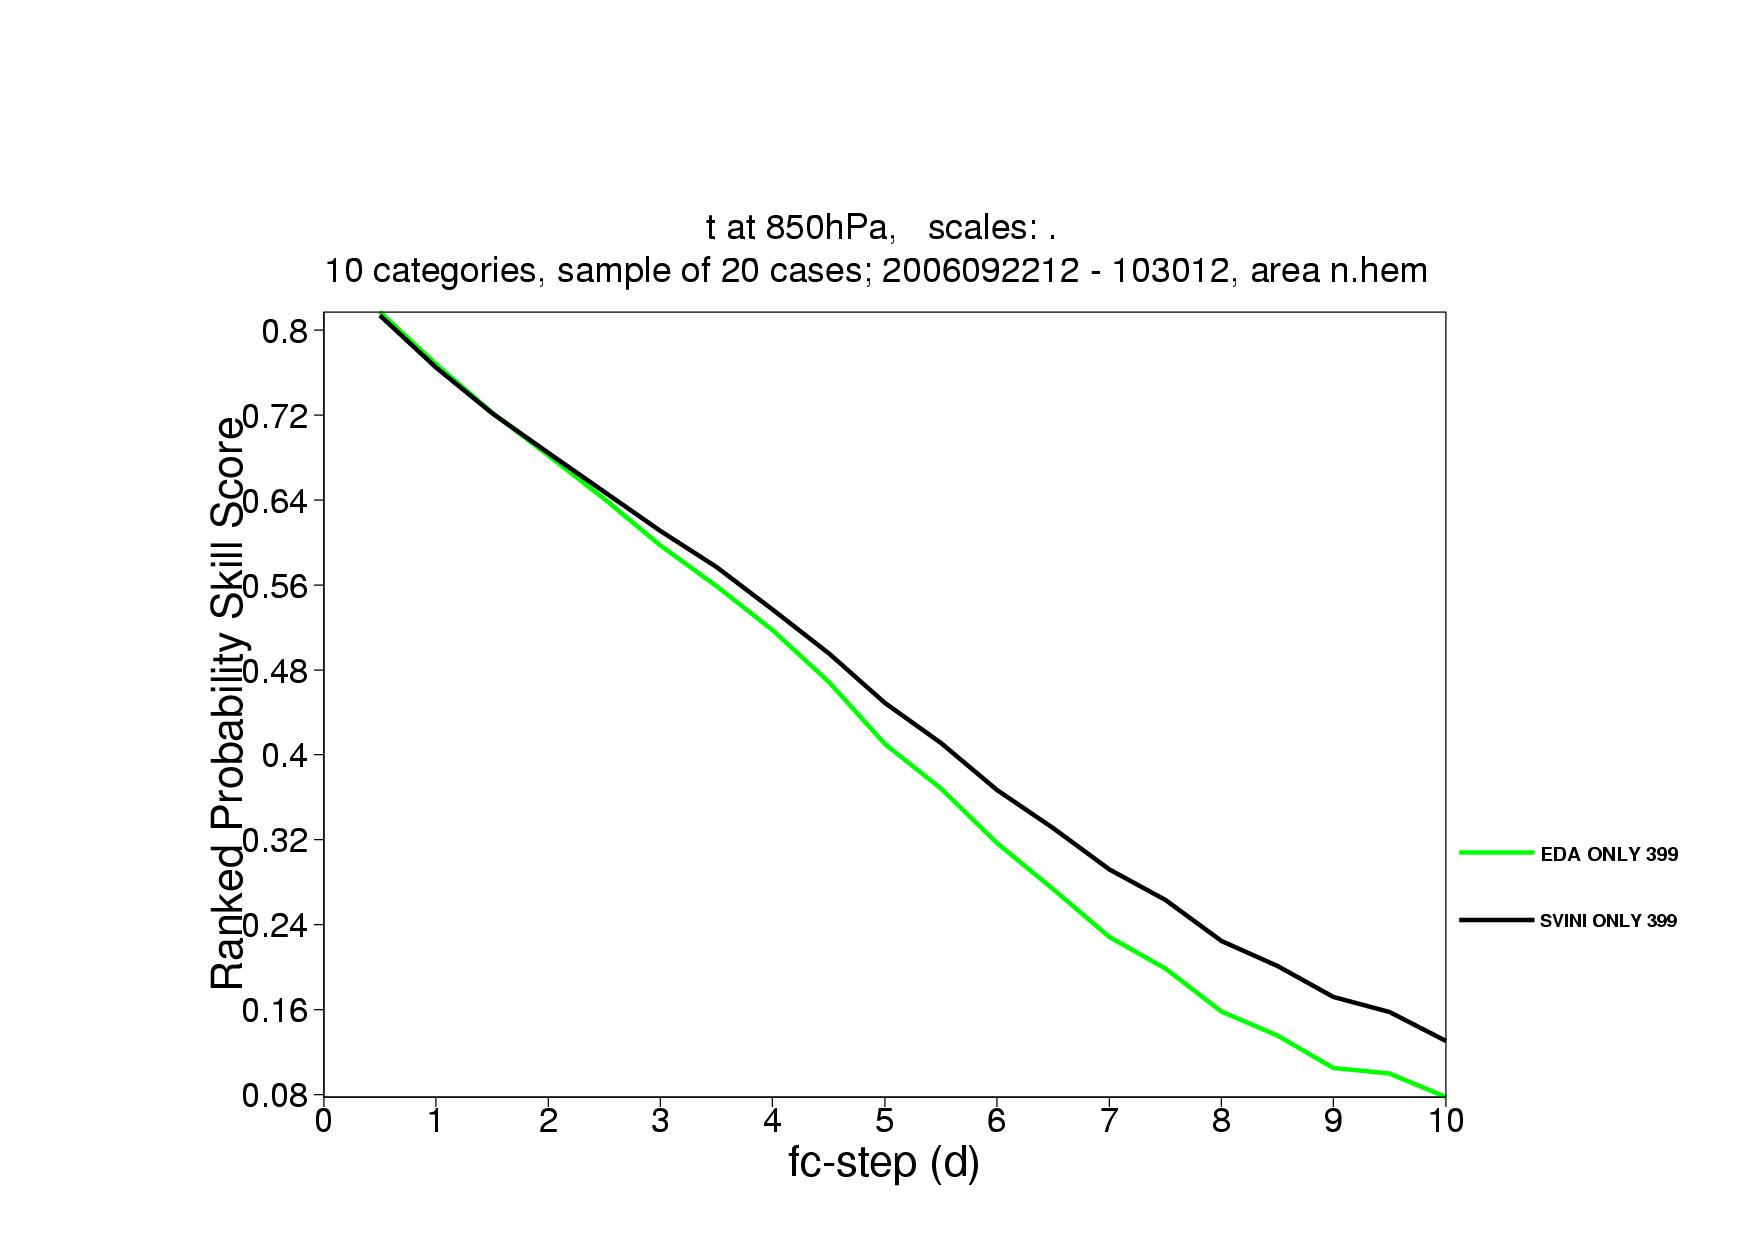 t at 850hPa, scales: .
10 categories, sample of 20 cases; 2006092212 - 103012, area n.hem
Ranked Probability Skill Score
0.8
0.72
0.64
0.56
0.48
0.4
0.32
0.24
0.16
0.08
0 1 2 3 4 5 6 7 8 9 10
fc-step (d)
EDA ONLY 399
SVINI ONLY 399